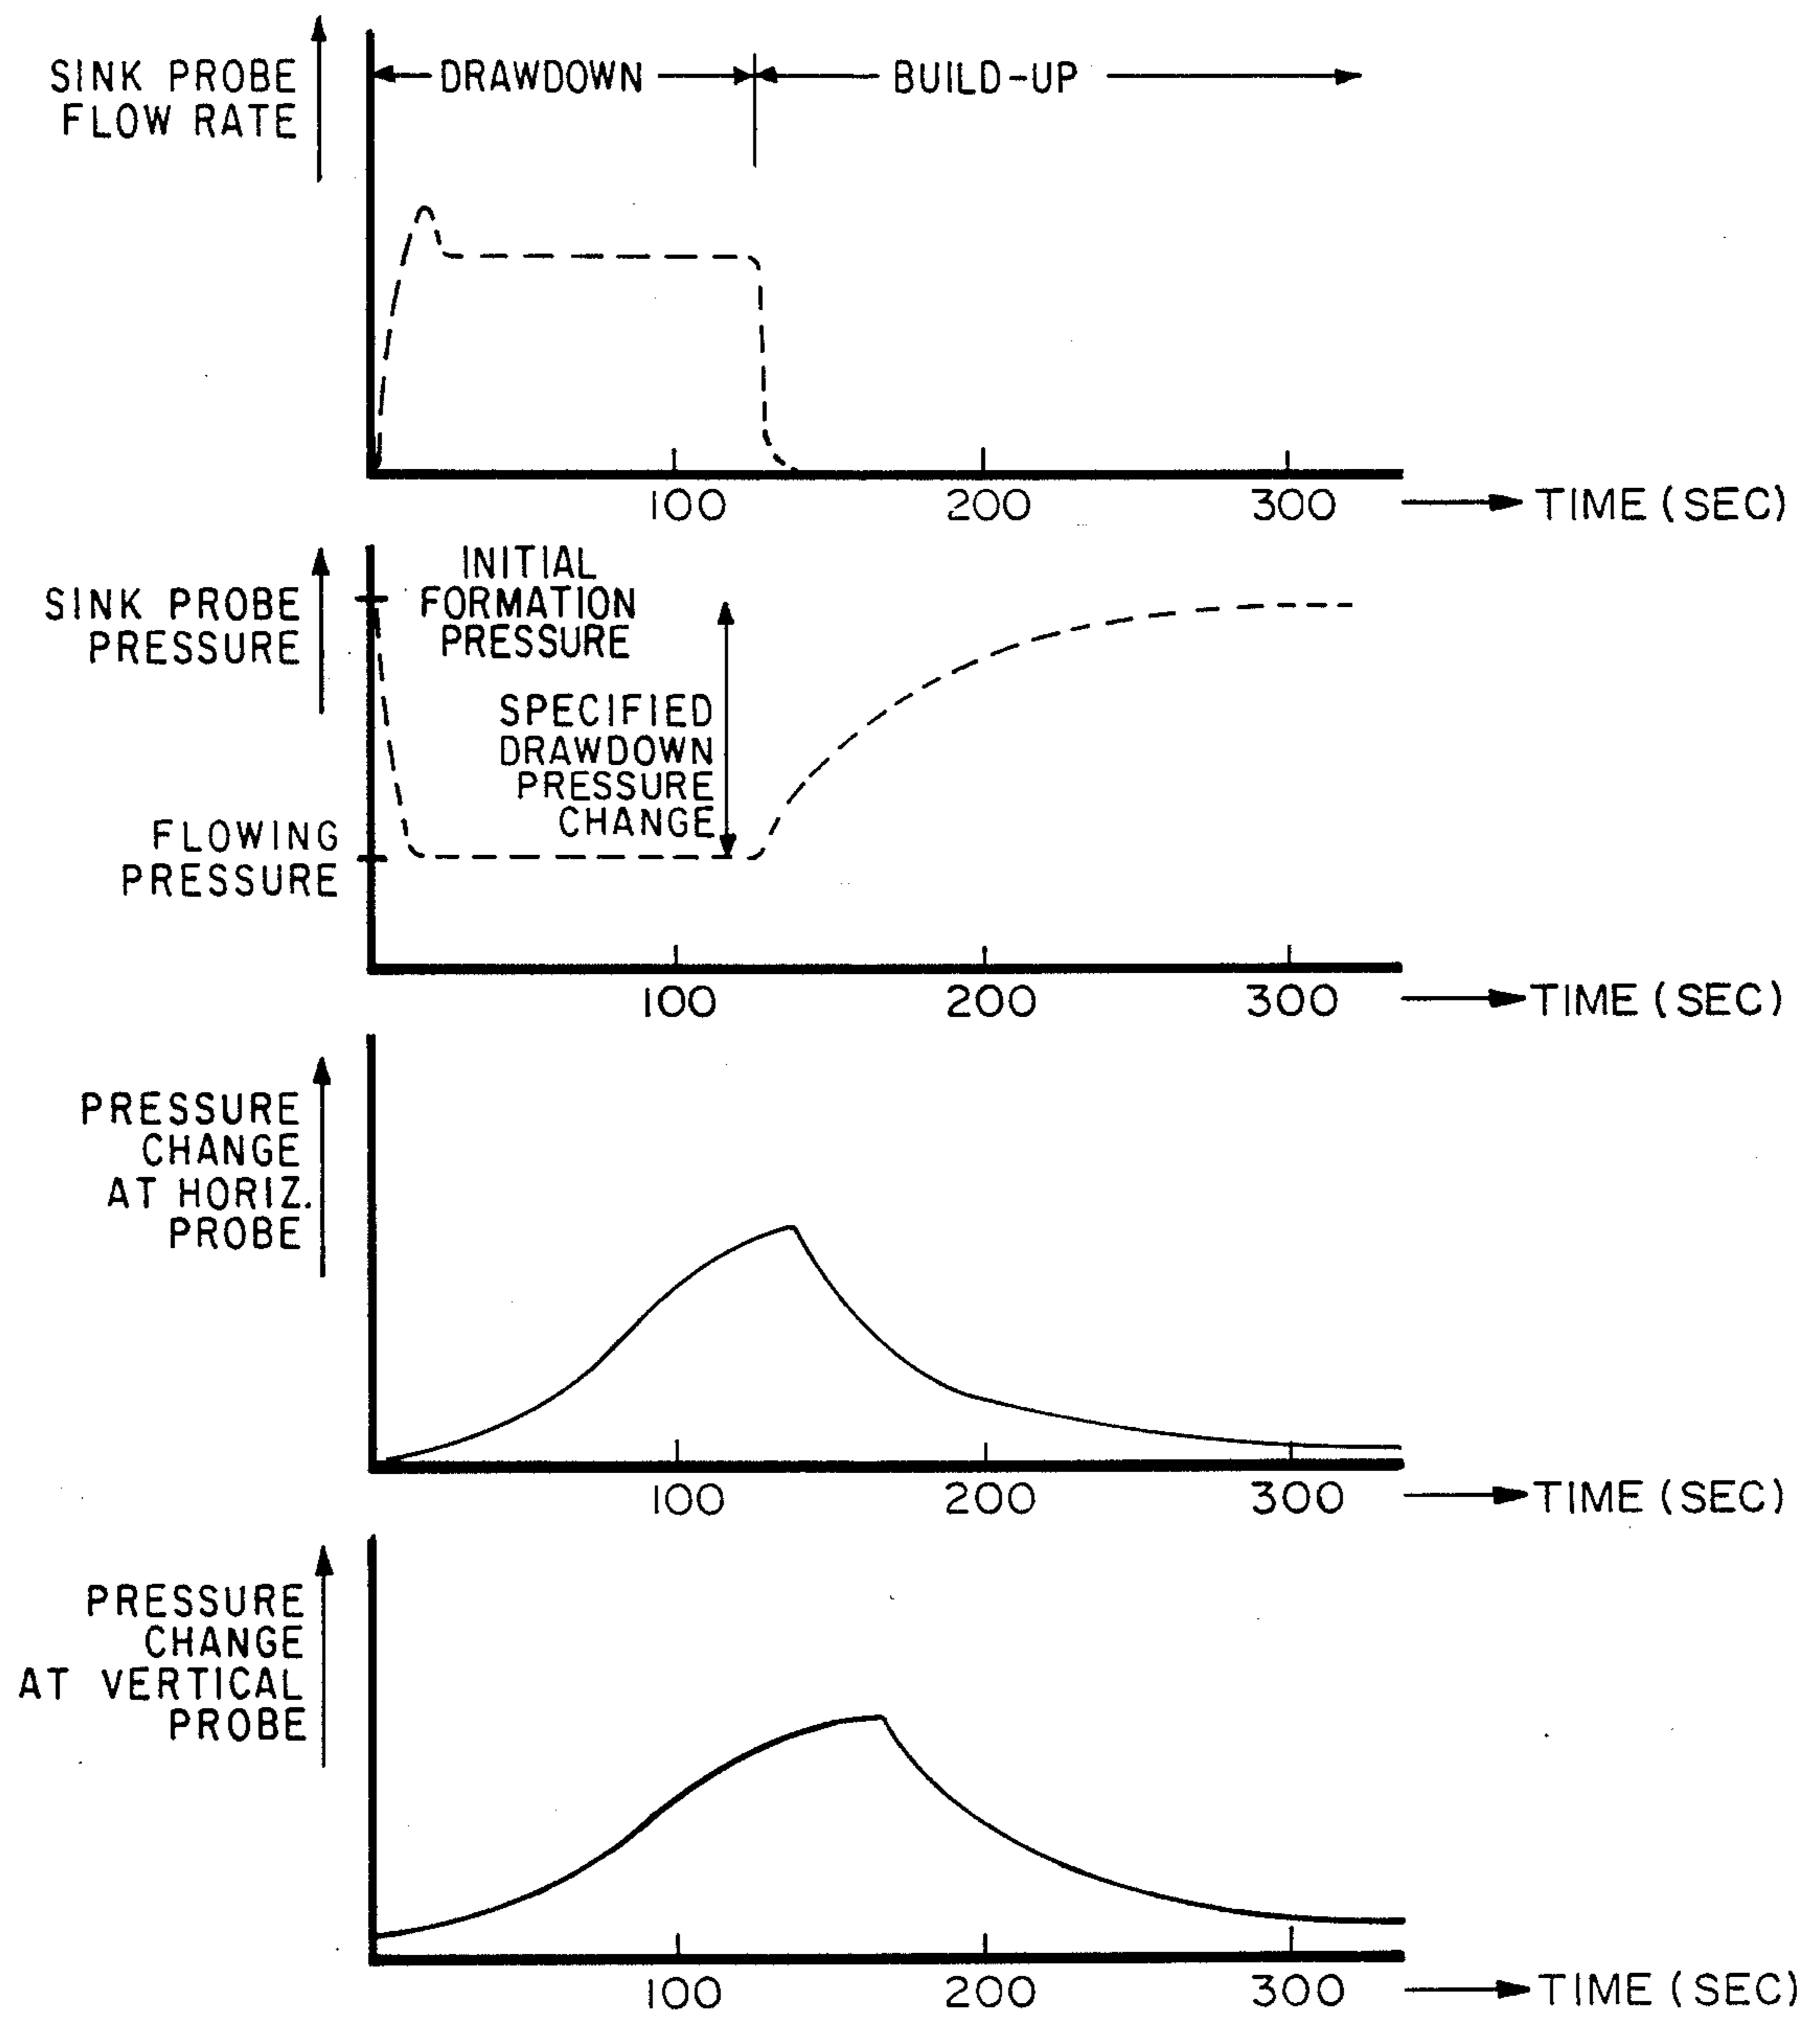 SINK PROBE
FLOW RATE
DRAWDOWN
BUILD-UP
100
200
300
TIME (SEC)
SINK PROBE
PRESSURE
INITIAL
FORMATION
PRESSURE
SPECIFIED
DRAWDOWN
PRESSURE
CHANGE
FLOWING
PRESSURE
100
200
300
TIME (SEC)
PRESSURE
CHANGE
AT HORIZ.
PROBE
100
200
300
TIME (SEC)
PRESSURE
CHANGE
AT VERTICAL
PROBE
100
200
300
TIME (SEC)